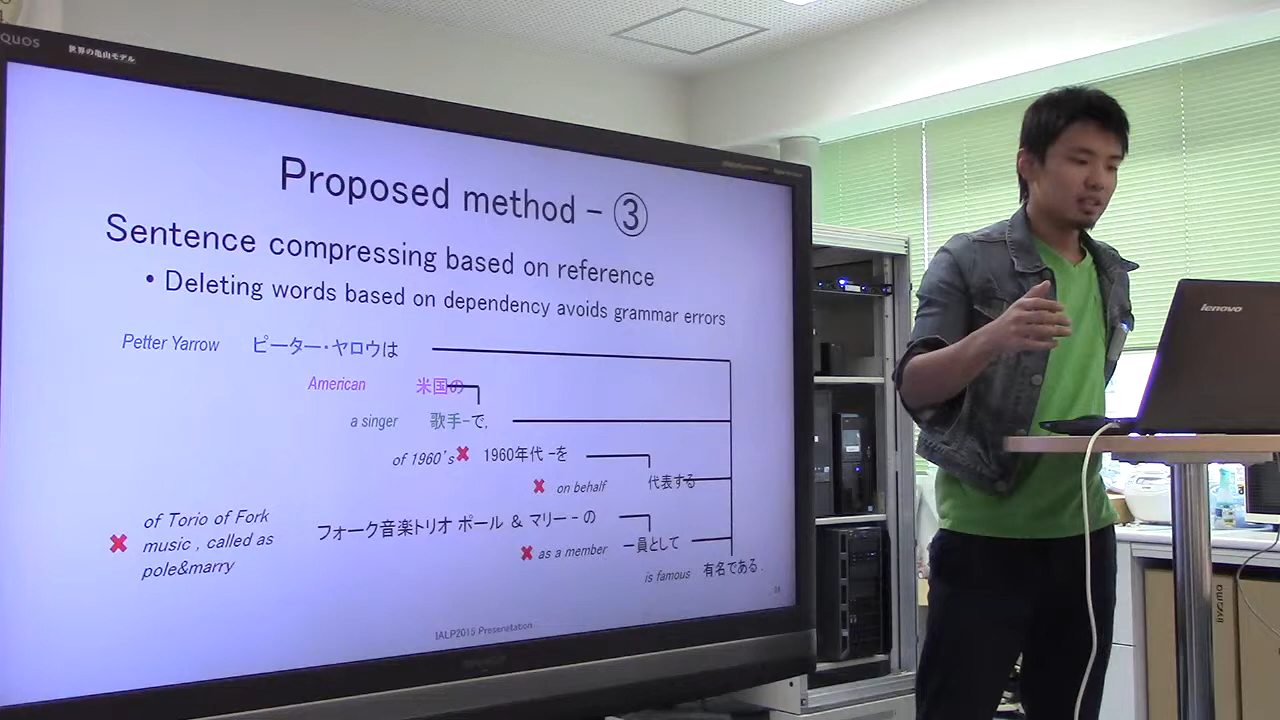 QUOS
世界の亀山モデル
Proposed method – ③
Sentence compressing based on reference
• Deleting words based on dependency avoids grammar errors
Petter Yarrow ピーター・ヤロウは
American 米国の
a singer 歌手-で,
of 1960's 1960年代 -を
on behalf 代表する
of Torio of Fork
music , called as
pole&marry
フォーク音楽トリオ ポール & マリー - の
as a member 一員として
is famous 有名である .
IALP2015 Presenetation
lenovo